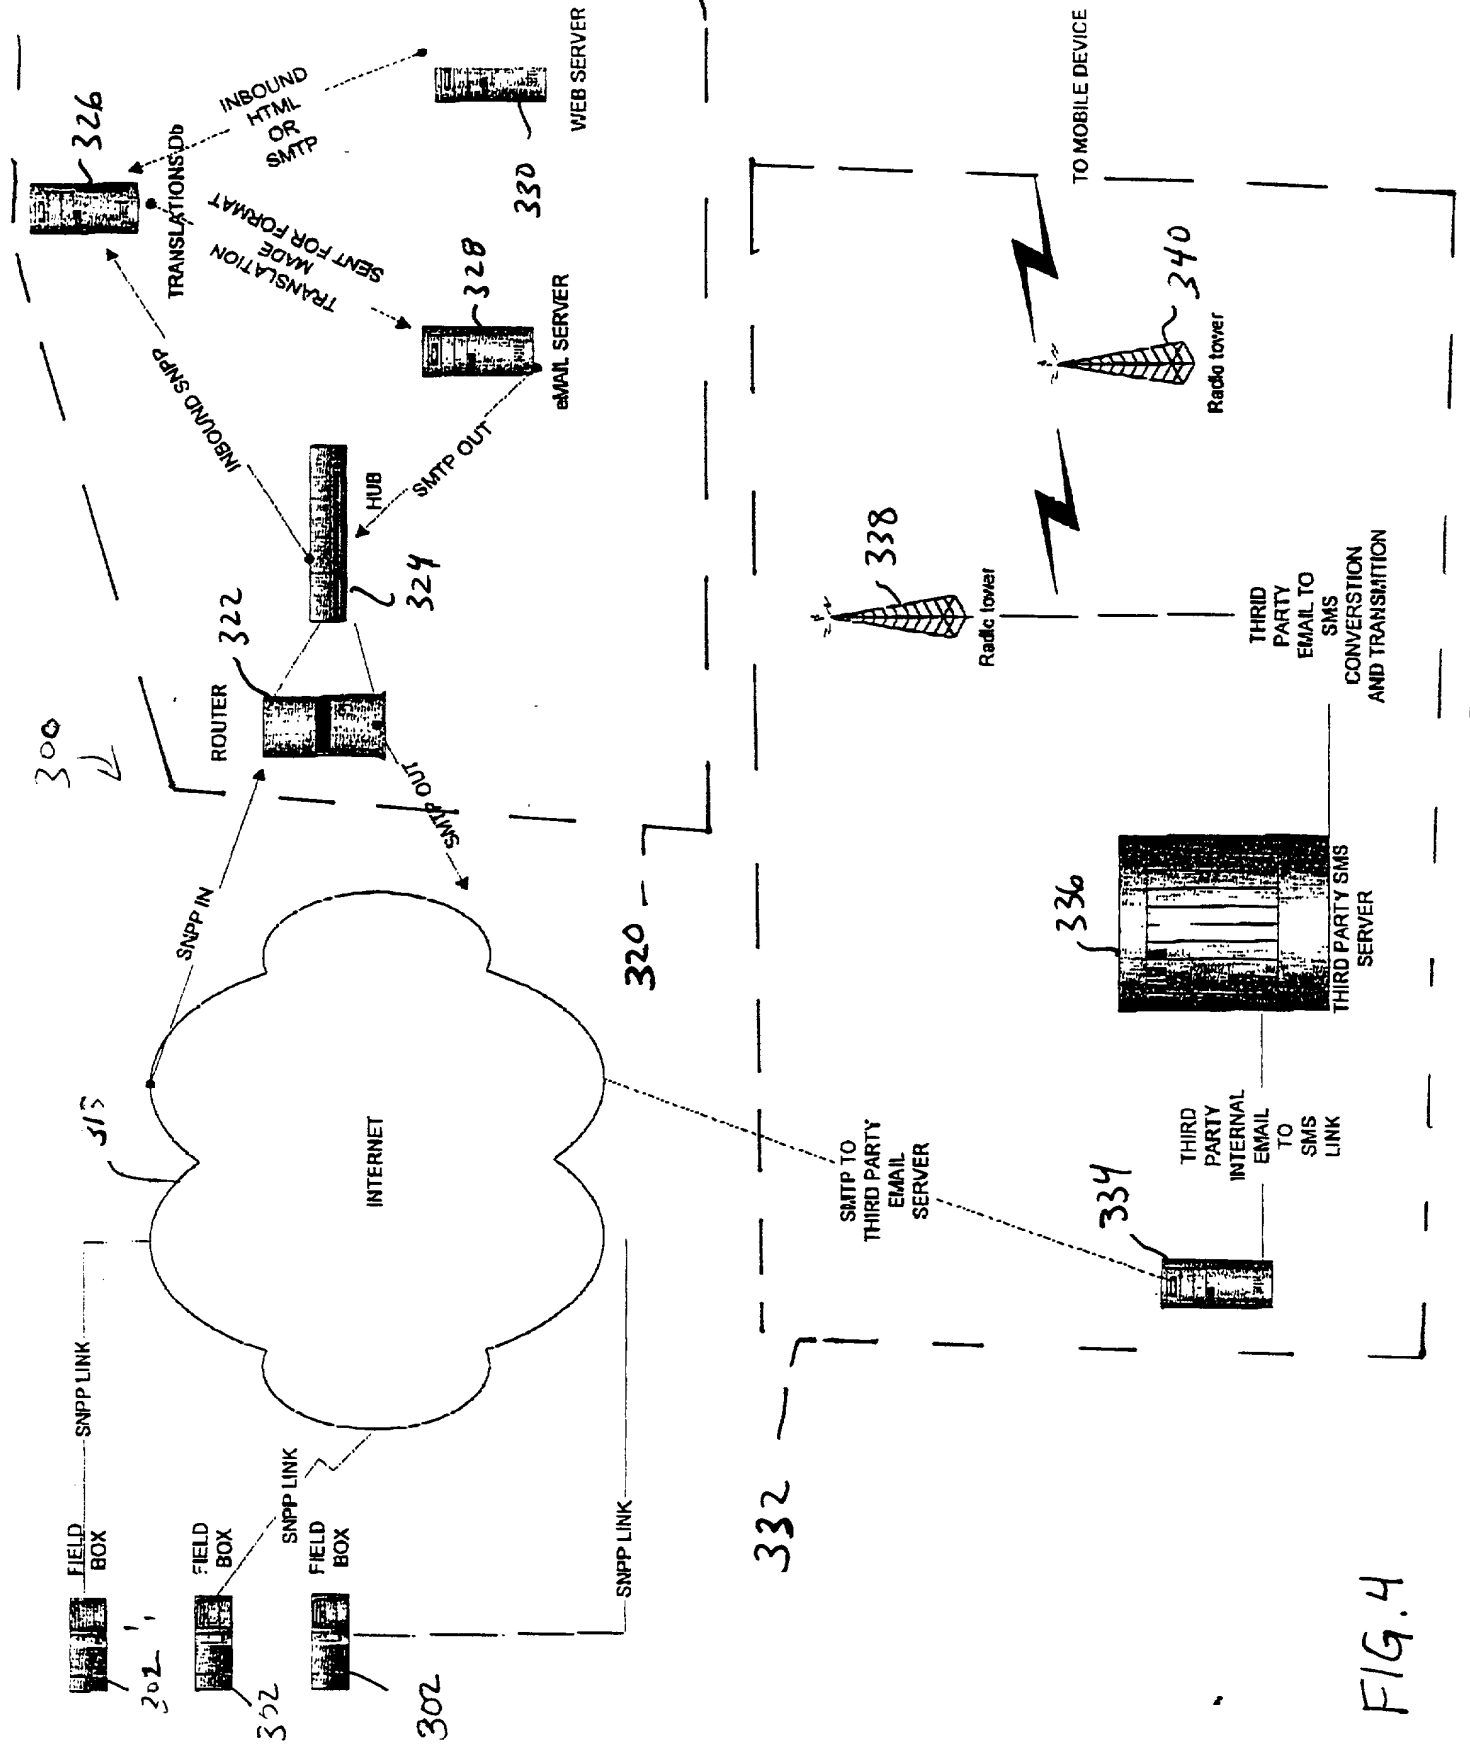 300
326
TRANSLATIONS Db
INBOUND
HTML
OR
SMTP
TRANSLATION
MADE
SENT FOR FORMAT
330
WEB SERVER
328
eMAIL SERVER
INBOUND SNPP
SMTP OUT
HUB
324
322
ROUTER
SNPP IN
SMTP OUT
320
313
INTERNET
SNPP LINK
FIELD
BOX
302''
FIELD
BOX
SNPP LINK
302
FIELD
BOX
302
SNPP LINK
332
SMTP TO
THIRD PARTY
EMAIL
SERVER
334
THIRD
PARTY
INTERNAL
EMAIL
TO
SMS
LINK
336
THIRD PARTY SMS
SERVER
338
Radio tower
THRID
PARTY
EMAIL TO
SMS
CONVERSTION
AND TRANSMITION
340
Radio tower
TO MOBILE DEVICE
FIG. 4